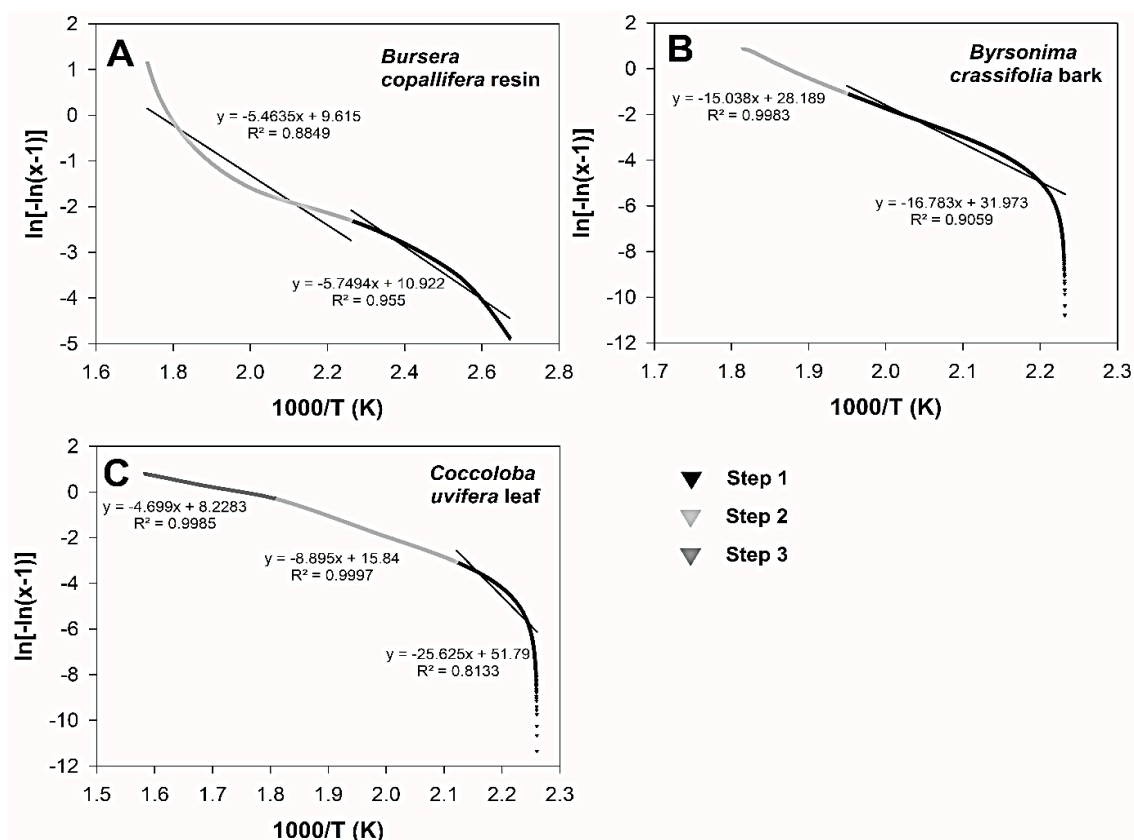 A
Bursera
copallifera resin
y = -5.4635x + 9.615
R² = 0.8849
y = -5.7494x + 10.922
R² = 0.955
ln[-ln(x-1)]
2
1
0
-1
-2
-3
-4
-5
1.6 1.8 2.0 2.2 2.4 2.6 2.8
1000/T (K)
B
Byrsonima
crassifolia bark
y = -15.038x + 28.189
R² = 0.9983
y = -16.783x + 31.973
R² = 0.9059
ln[-ln(x-1)]
2
0
-2
-4
-6
-8
-10
-12
1.7 1.8 1.9 2.0 2.1 2.2 2.3
1000/T (K)
C
Coccoloba
uvifera leaf
y = -4.699x + 8.2283
R² = 0.9985
y = -8.895x + 15.84
R² = 0.9997
y = -25.625x + 51.79
R² = 0.8133
ln[-ln(x-1)]
2
0
-2
-4
-6
-8
-10
-12
1.5 1.6 1.7 1.8 1.9 2.0 2.1 2.2 2.3
1000/T (K)
Step 1
Step 2
Step 3